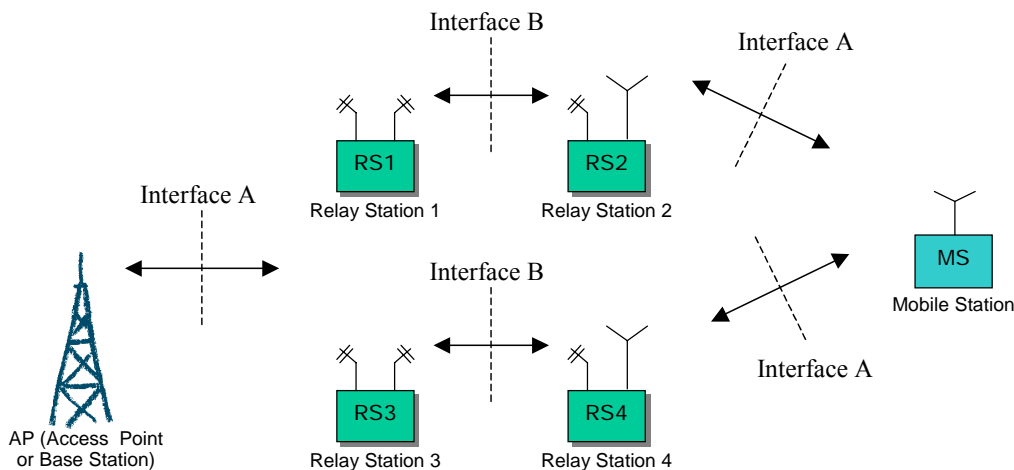 Interface B
Interface A
RS1
RS2
Relay Station 1
Relay Station 2
Interface A
MS
Mobile Station
Interface B
Interface A
RS3
RS4
AP (Access Point
or Base Station)
Relay Station 3
Relay Station 4